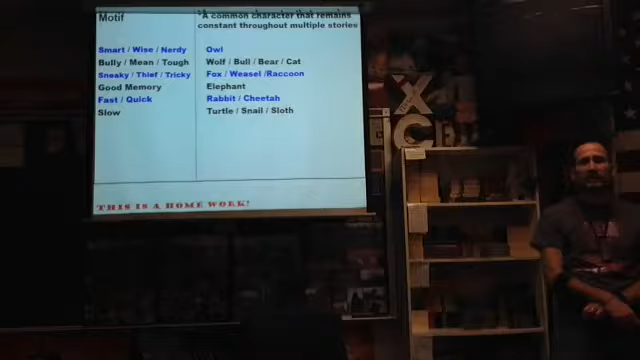 Motif
"A common character that remains
constant throughout multiple stories
Smart / Wise / Nerdy Owl
Bully / Mean / Tough Wolf / Bull / Bear / Cat
Sneaky / Thief / Tricky Fox / Weasel /Raccoon
Good Memory Elephant
Fast / Quick Rabbit / Cheetah
Slow Turtle / Snail / Sloth
THIS IS A HOME WORK!
XC